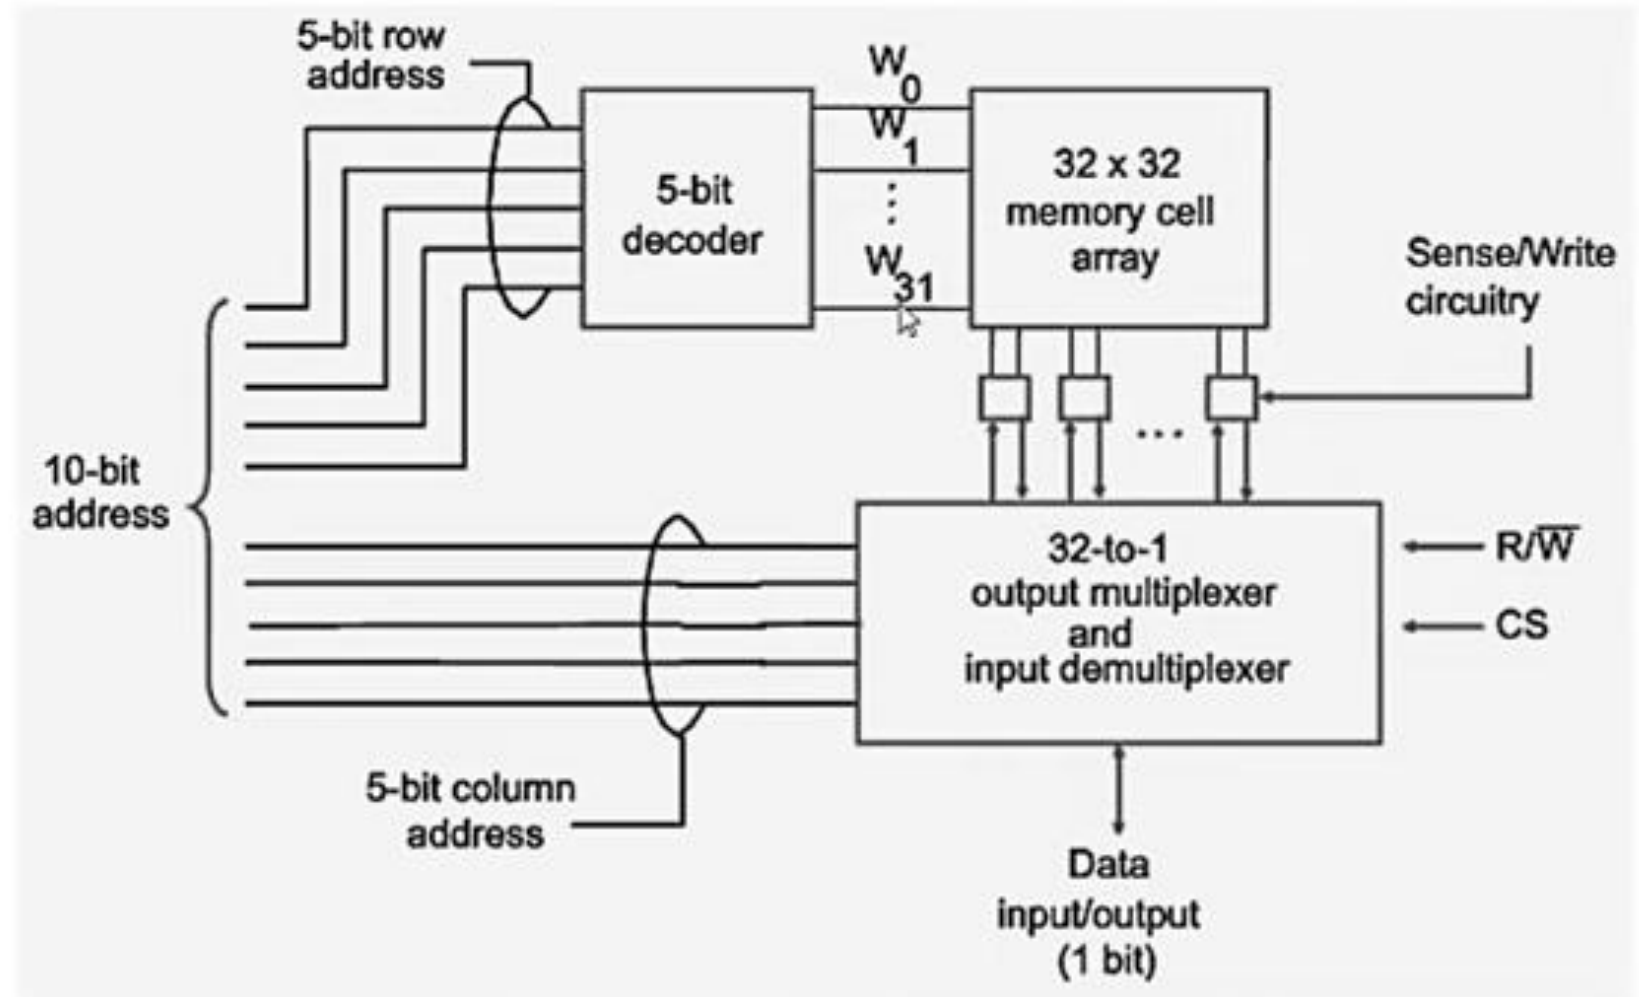 5-bit row
address
W0
W1
W31
5-bit
decoder
32 x 32
memory cell
array
Sense/Write
circuitry
10-bit
address
...
32-to-1
output multiplexer
and
input demultiplexer
R/W̅
CS
5-bit column
address
Data
input/output
(1 bit)